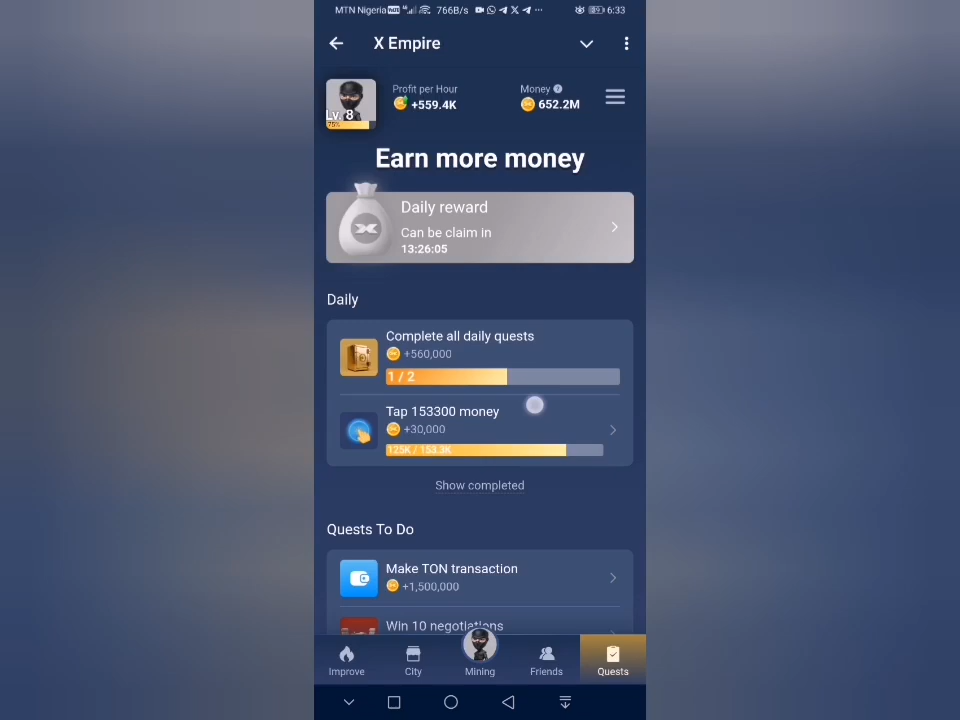 MTN Nigeria 766B/s 6:33
X Empire
Profit per Hour
+559.4K
Money
652.2M
Lv. 8
75%
Earn more money
Daily reward
Can be claim in
13:26:05
Daily
Complete all daily quests
+560,000
1 / 2
Tap 153300 money
+30,000
125K / 153.3K
Show completed
Quests To Do
Make TON transaction
+1,500,000
Win 10 negotiations
Improve City Mining Friends Quests